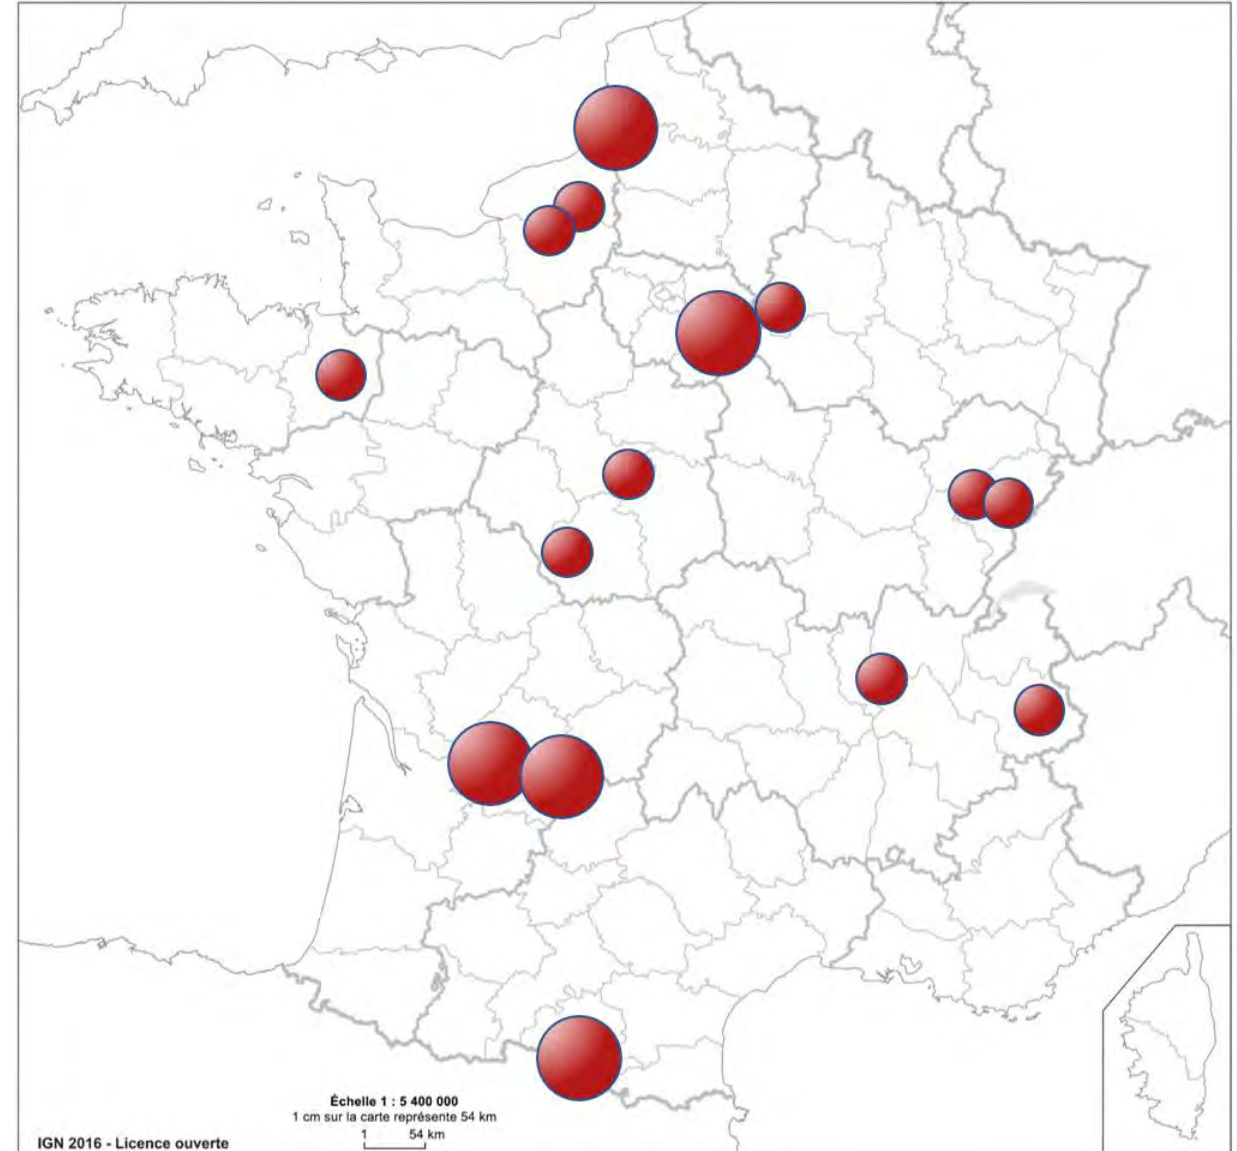 Échelle 1 : 5 400 000
1 cm sur la carte représente 54 km
1 54 km
IGN 2016 - Licence ouverte